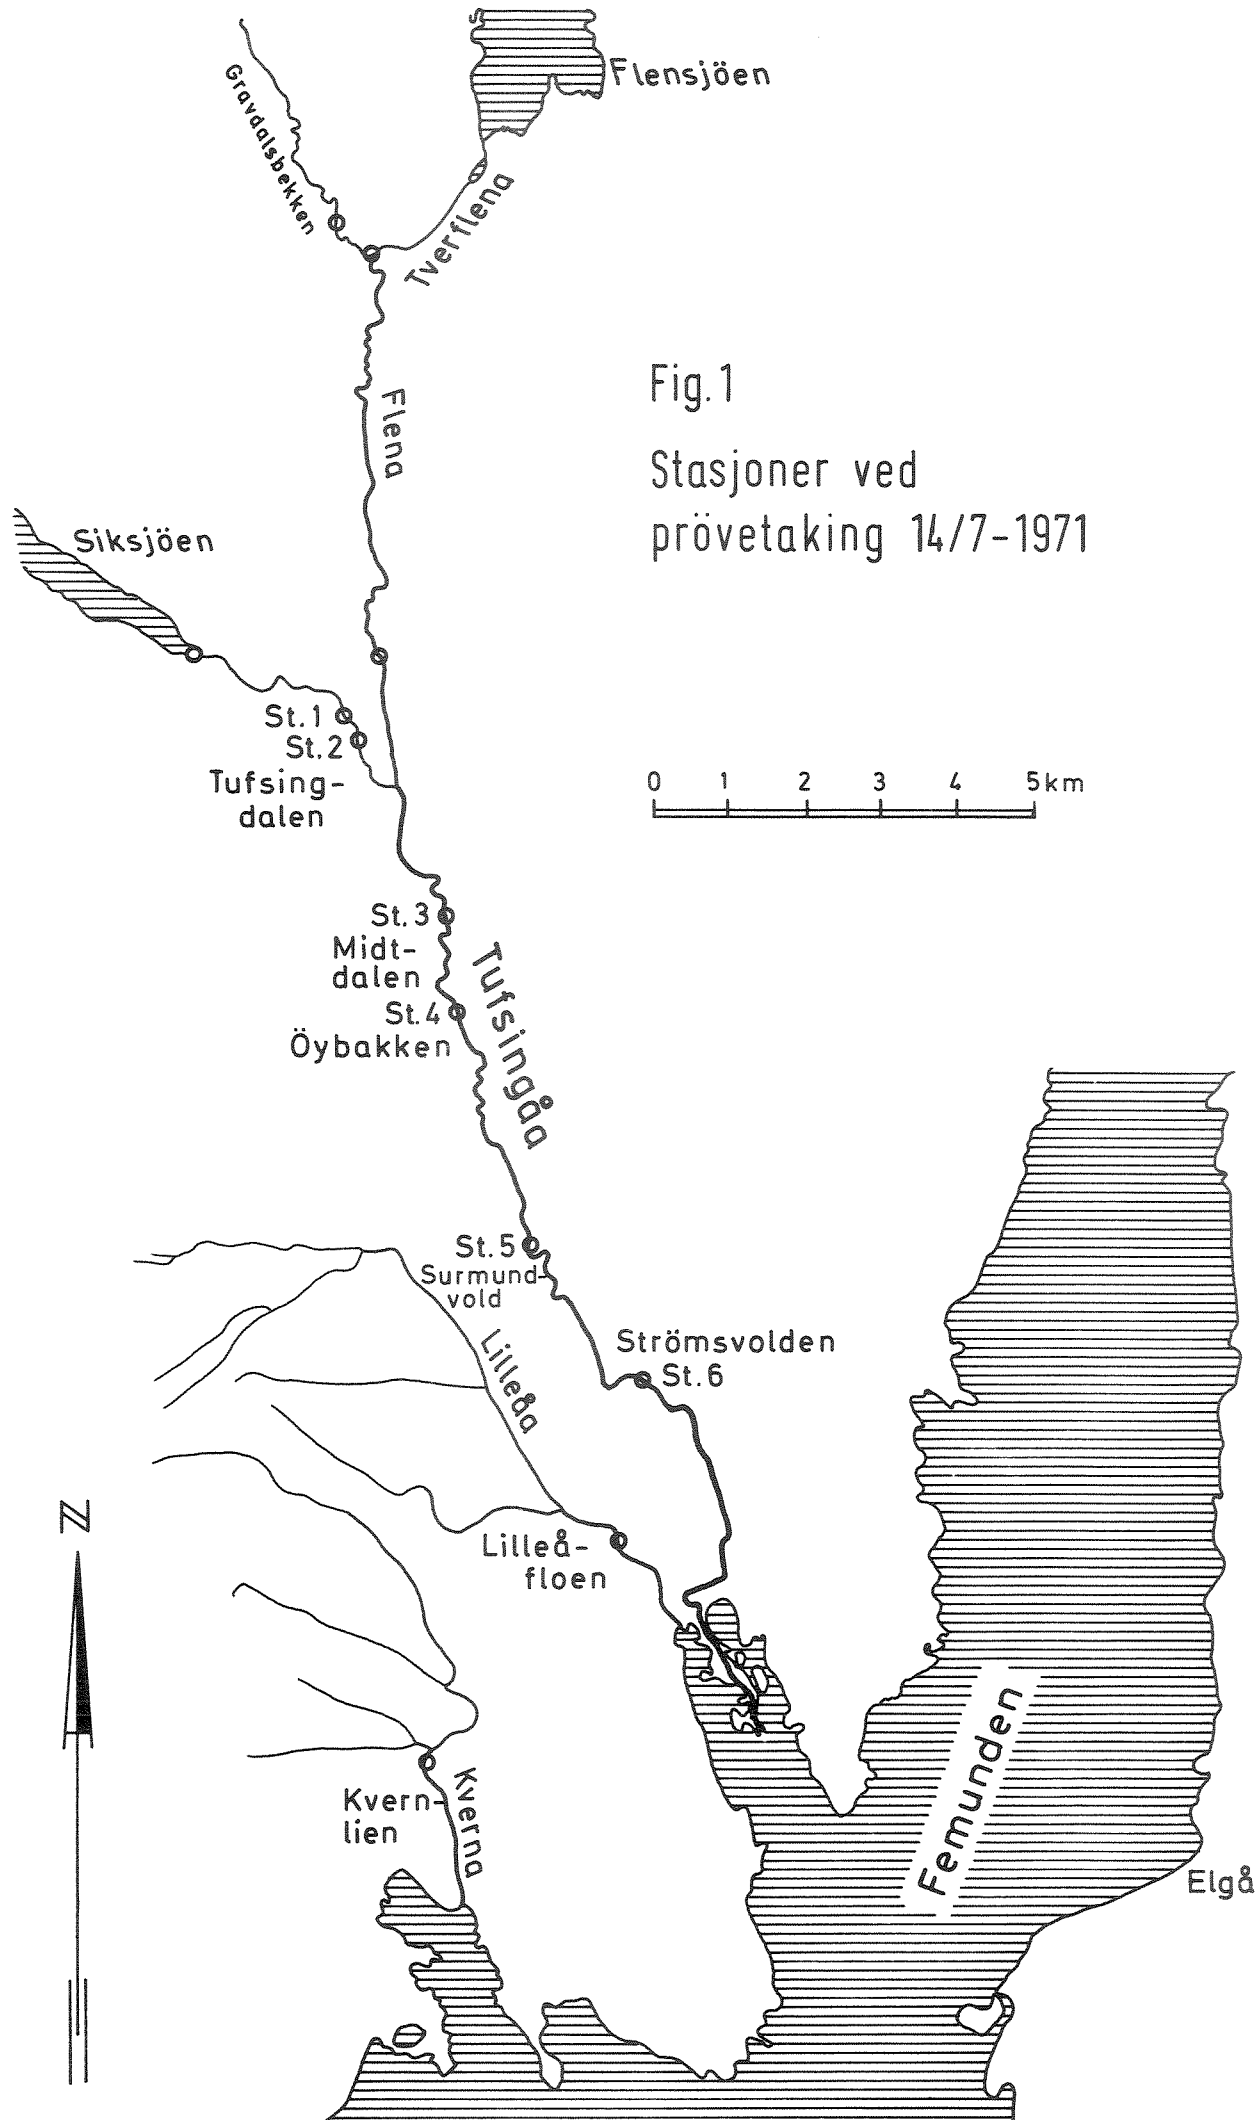 Flensjöen
Gravdalsbekken
Tverflena
Fig. 1
Flena
Stasjoner ved
prövetaking 14/7-1971
Siksjöen
St. 1
St. 2
Tufsing-
dalen
0 1 2 3 4 5 km
St. 3
Midt-
dalen
Tufsingåa
St. 4
Öybakken
St. 5
Surmund-
vold
Strömsvolden
St. 6
Lilleåa
N
Lilleå-
floen
Femunden
Kvern-
lien
Kverna
Elgå